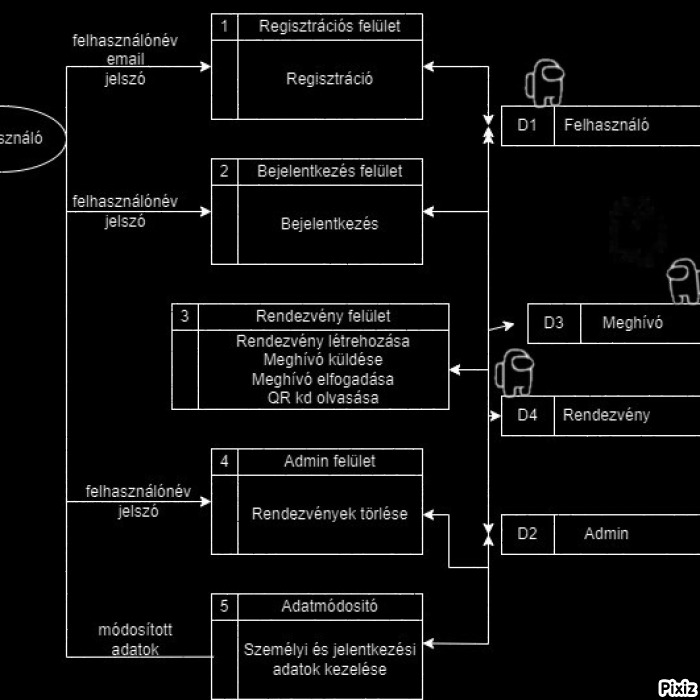 felhasználónév
email
jelszó
1 Regisztrációs felület
Regisztráció
sználó
D1 Felhasználó
felhasználónév
jelszó
2 Bejelentkezés felület
Bejelentkezés
3 Rendezvény felület
Rendezvény létrehozása
Meghívó küldése
Meghívó elfogadása
QR kd olvasása
D3 Meghívó
D4 Rendezvény
felhasználónév
jelszó
4 Admin felület
Rendezvények törlése
D2 Admin
módosított
adatok
5 Adatmódosító
Személyi és jelentkezési
adatok kezelése
Pixiz